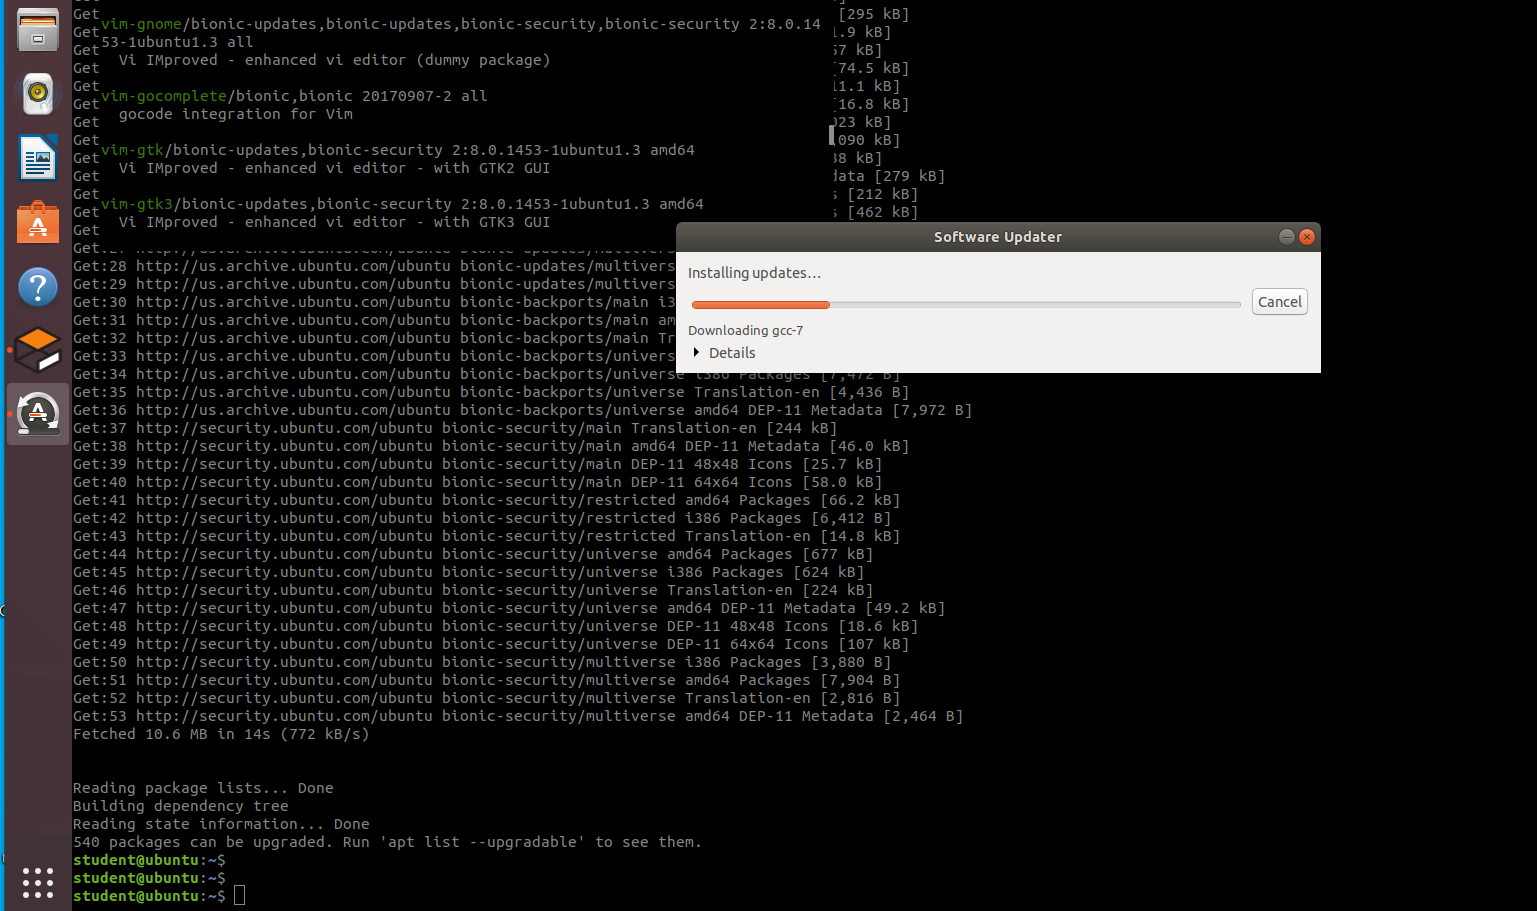 Get [295 kB]
vim-gnome/bionic-updates,bionic-updates,bionic-security,bionic-security 2:8.0.14
Get 1.9 kB]
53-1ubuntu1.3 all
Get 57 kB]
Vi IMproved - enhanced vi editor (dummy package)
Get [74.5 kB]
Get 11.1 kB]
vim-gocomplete/bionic,bionic 20170907-2 all
Get [16.8 kB]
gocode integration for Vim
Get 023 kB]
Get 090 kB]
vim-gtk/bionic-updates,bionic-security 2:8.0.1453-1ubuntu1.3 amd64
Get 38 kB]
Vi IMproved - enhanced vi editor - with GTK2 GUI
Get data [279 kB]
Get s [212 kB]
vim-gtk3/bionic-updates,bionic-security 2:8.0.1453-1ubuntu1.3 amd64
Get s [462 kB]
Vi IMproved - enhanced vi editor - with GTK3 GUI
Get
Software Updater
Installing updates...
Cancel
Downloading gcc-7
Details
Get:28 http://us.archive.ubuntu.com/ubuntu bionic-updates/multivers
Get:29 http://us.archive.ubuntu.com/ubuntu bionic-updates/multivers
Get:30 http://us.archive.ubuntu.com/ubuntu bionic-backports/main i3
Get:31 http://us.archive.ubuntu.com/ubuntu bionic-backports/main am
Get:32 http://us.archive.ubuntu.com/ubuntu bionic-backports/main Tr
Get:33 http://us.archive.ubuntu.com/ubuntu bionic-backports/univers
Get:34 http://us.archive.ubuntu.com/ubuntu bionic-backports/universe i386 Packages [7,472 B]
Get:35 http://us.archive.ubuntu.com/ubuntu bionic-backports/universe Translation-en [4,436 B]
Get:36 http://us.archive.ubuntu.com/ubuntu bionic-backports/universe amd64 DEP-11 Metadata [7,972 B]
Get:37 http://security.ubuntu.com/ubuntu bionic-security/main Translation-en [244 kB]
Get:38 http://security.ubuntu.com/ubuntu bionic-security/main amd64 DEP-11 Metadata [46.0 kB]
Get:39 http://security.ubuntu.com/ubuntu bionic-security/main DEP-11 48x48 Icons [25.7 kB]
Get:40 http://security.ubuntu.com/ubuntu bionic-security/main DEP-11 64x64 Icons [58.0 kB]
Get:41 http://security.ubuntu.com/ubuntu bionic-security/restricted amd64 Packages [66.2 kB]
Get:42 http://security.ubuntu.com/ubuntu bionic-security/restricted i386 Packages [6,412 B]
Get:43 http://security.ubuntu.com/ubuntu bionic-security/restricted Translation-en [14.8 kB]
Get:44 http://security.ubuntu.com/ubuntu bionic-security/universe amd64 Packages [677 kB]
Get:45 http://security.ubuntu.com/ubuntu bionic-security/universe i386 Packages [624 kB]
Get:46 http://security.ubuntu.com/ubuntu bionic-security/universe Translation-en [224 kB]
Get:47 http://security.ubuntu.com/ubuntu bionic-security/universe amd64 DEP-11 Metadata [49.2 kB]
Get:48 http://security.ubuntu.com/ubuntu bionic-security/universe DEP-11 48x48 Icons [18.6 kB]
Get:49 http://security.ubuntu.com/ubuntu bionic-security/universe DEP-11 64x64 Icons [107 kB]
Get:50 http://security.ubuntu.com/ubuntu bionic-security/multiverse i386 Packages [3,880 B]
Get:51 http://security.ubuntu.com/ubuntu bionic-security/multiverse amd64 Packages [7,904 B]
Get:52 http://security.ubuntu.com/ubuntu bionic-security/multiverse Translation-en [2,816 B]
Get:53 http://security.ubuntu.com/ubuntu bionic-security/multiverse amd64 DEP-11 Metadata [2,464 B]
Fetched 10.6 MB in 14s (772 kB/s)
Reading package lists... Done
Building dependency tree
Reading state information... Done
540 packages can be upgraded. Run 'apt list --upgradable' to see them.
student@ubuntu:~$
student@ubuntu:~$
student@ubuntu:~$